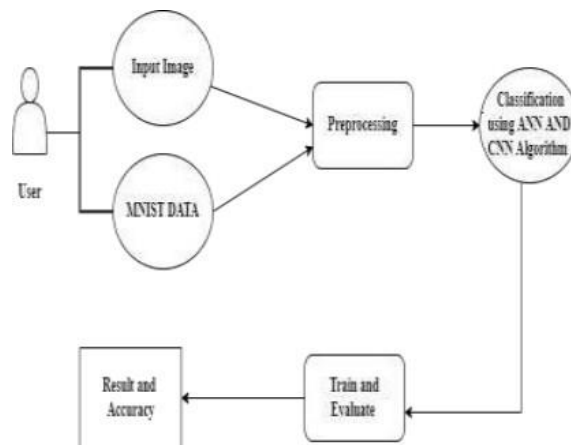 Input Image
User
MNIST DATA
Preprocessing
Classification
using ANN AND
CNN Algorithm
Train and
Evaluate
Result and
Accuracy